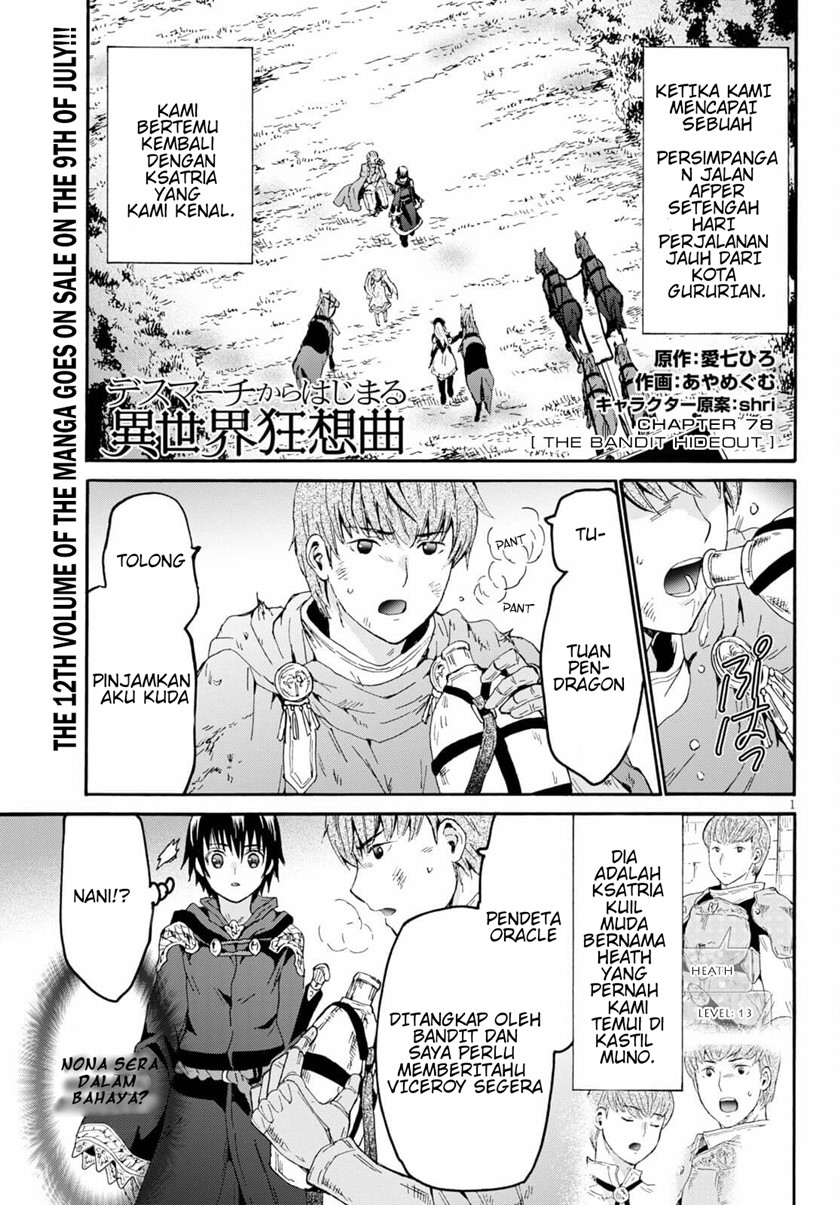 THE 12TH VOLUME OF THE MANGA GOES ON SALE ON THE 9TH OF JULY!!!
KETIKA KAMI
MENCAPAI
SEBUAH
PERSIMPANGA
N JALAN
AFPER
SETENGAH
HARI
PERJALANAN
JAUH DARI
KOTA
GURURIAN.
KAMI
BERTEMU
KEMBALI
DENGAN
KSATRIA
YANG
KAMI KENAL.
原作:愛七ひろ
作画:あやめぐむ
キャラクター原案:shri
CHAPTER 78
[ THE BANDIT HIDEOUT ]
デスマーチからはじまる
異世界狂想曲
ぷはっ
TU-
TUAN
PEN-
DRAGON
PANT
PANT
TOLONG
PINJAMKAN
AKU KUDA
1
HEATH
LEVEL: 13
DIA
ADALAH
KSATRIA
KUIL
MUDA
BERNAMA
HEATH
YANG
PERNAH
KAMI
TEMUI DI
KASTIL
MUNO.
PENDETA
ORACLE
DITANGKAP OLEH
BANDIT DAN
SAYA PERLU
MEMBERITAHU
VICEROY SEGERA
NANI!?
NONA SERA
DALAM
BAHAYA?